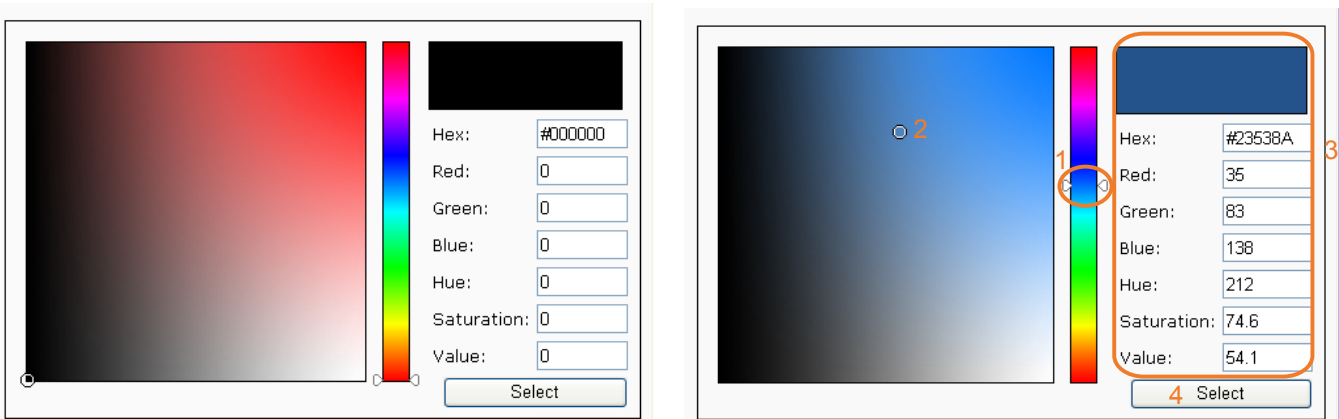 Hex: #000000
Red: 0
Green: 0
Blue: 0
Hue: 0
Saturation: 0
Value: 0
Select
1
2
3
Hex: #23538A
Red: 35
Green: 83
Blue: 138
Hue: 212
Saturation: 74.6
Value: 54.1
4 Select